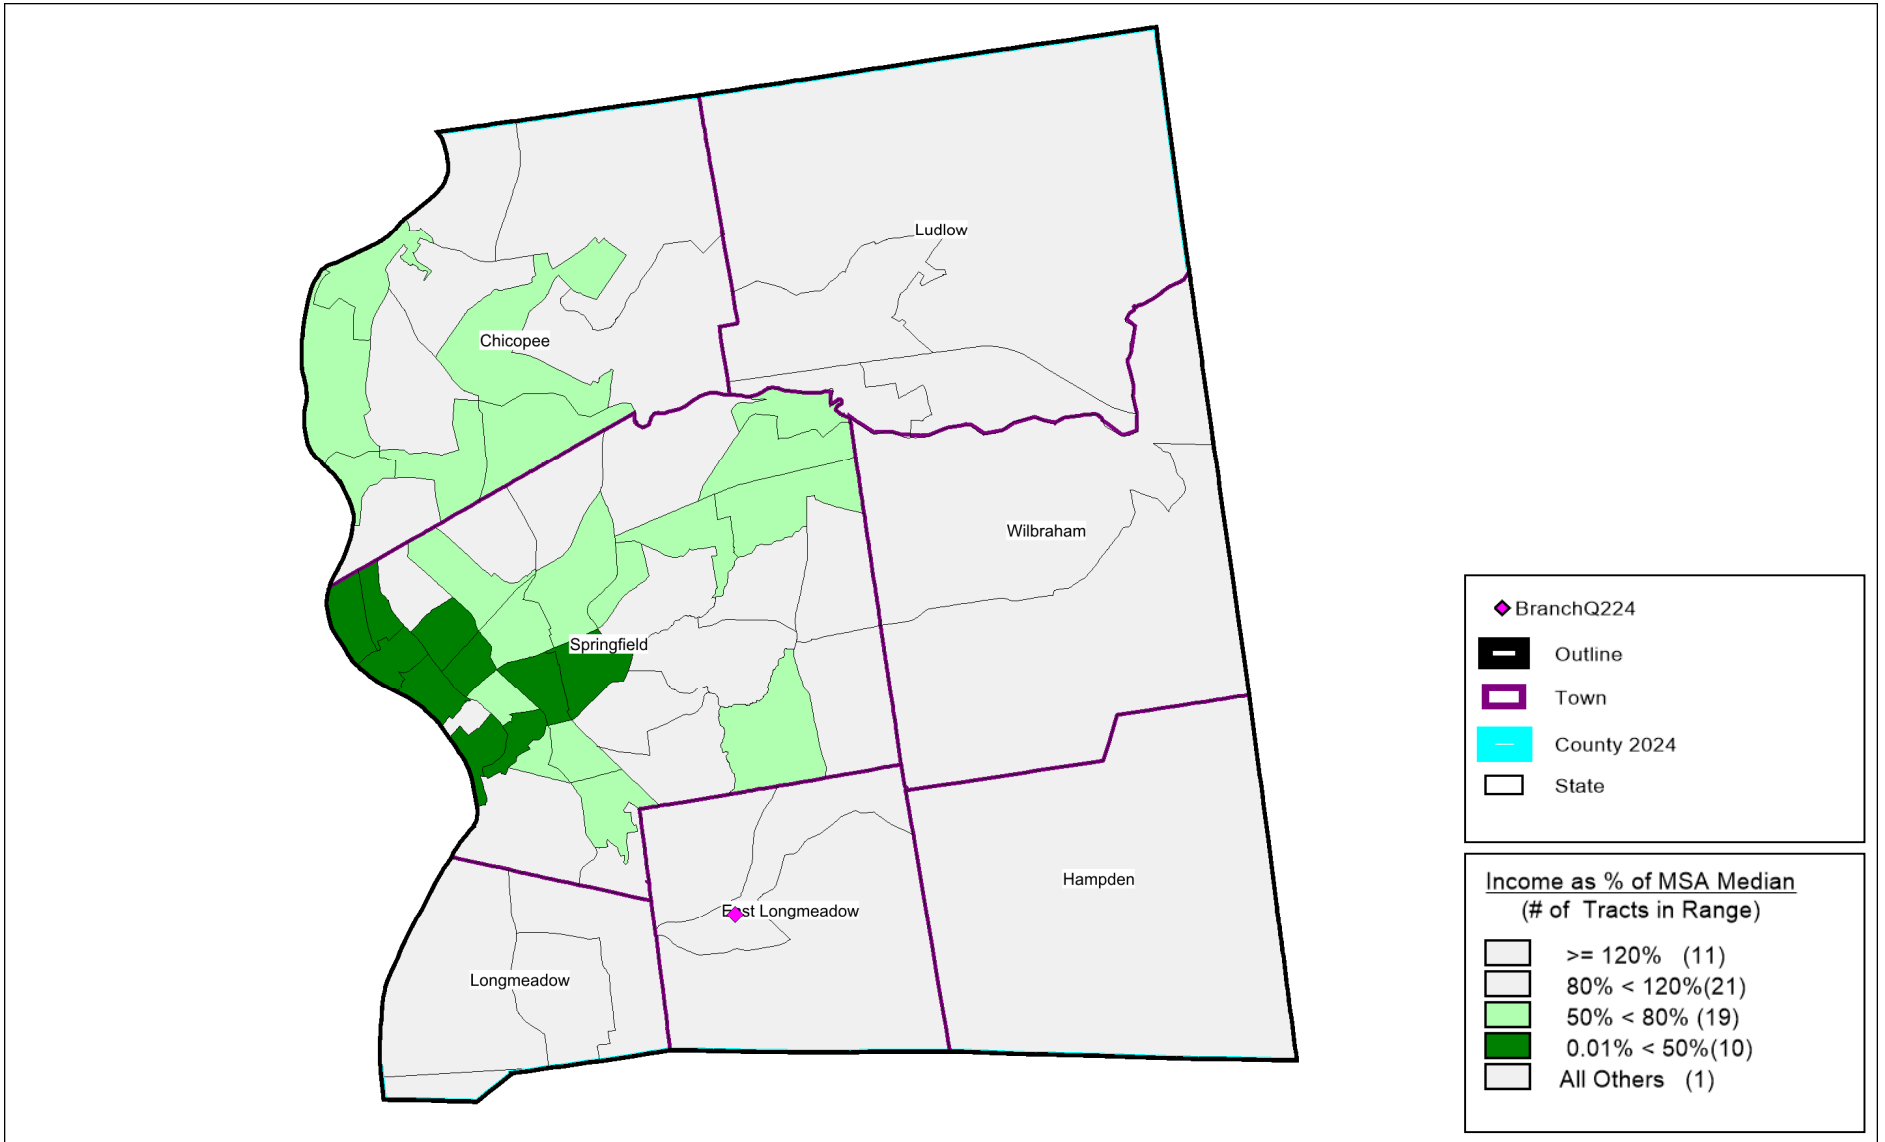 Ludlow
Chicopee
Wilbraham
Springfield
Hampden
East Longmeadow
Longmeadow
BranchQ224
Outline
Town
County 2024
State
Income as % of MSA Median
(# of Tracts in Range)
>= 120% (11)
80% < 120%(21)
50% < 80% (19)
0.01% < 50%(10)
All Others (1)